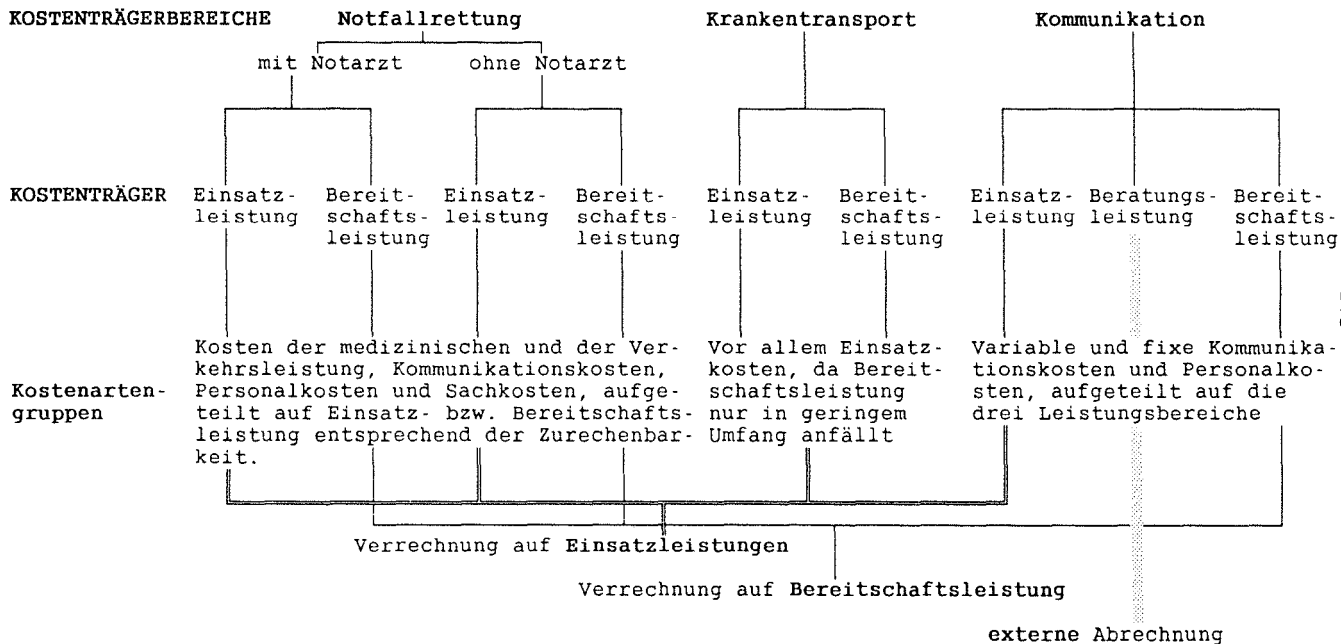 KOSTENTRÄGERBEREICHE Notfallrettung Krankentransport Kommunikation
mit Notarzt ohne Notarzt
KOSTENTRÄGER Einsatz- Bereit- Einsatz- Bereit- Einsatz- Bereit- Einsatz- Beratungs- Bereit-
leistung schafts- leistung schafts- leistung schafts- leistung leistung schafts-
leistung leistung leistung leistung
Kosten der medizinischen und der Ver- Vor allem Einsatz- Variable und fixe Kommunika-
kehrsleistung, Kommunikationskosten, kosten, da Bereit- tionskosten und Personalko-
Kostenarten- Personalkosten und Sachkosten, aufge- schaftsleistung sten, aufgeteilt auf die
gruppen teilt auf Einsatz- bzw. Bereitschafts- nur in geringem drei Leistungsbereiche
leistung entsprechend der Zurechenbar- Umfang anfällt
keit.
Verrechnung auf Einsatzleistungen
Verrechnung auf Bereitschaftsleistung
externe Abrechnung